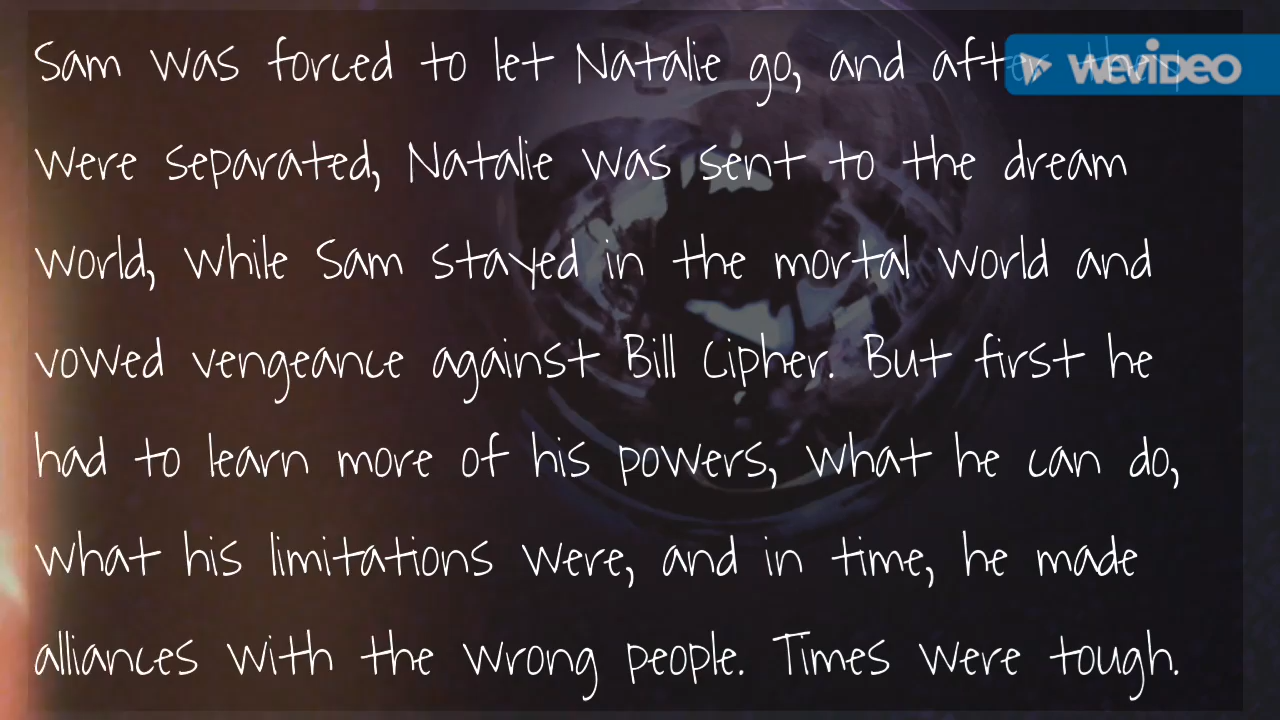 Sam was forced to let Natalie go, and after they
were separated, Natalie was sent to the dream
world, while Sam stayed in the mortal world and
vowed vengeance against Bill Cipher. But first he
had to learn more of his powers, what he can do,
what his limitations were, and in time, he made
alliances with the wrong people. Times were tough.
WeVideo